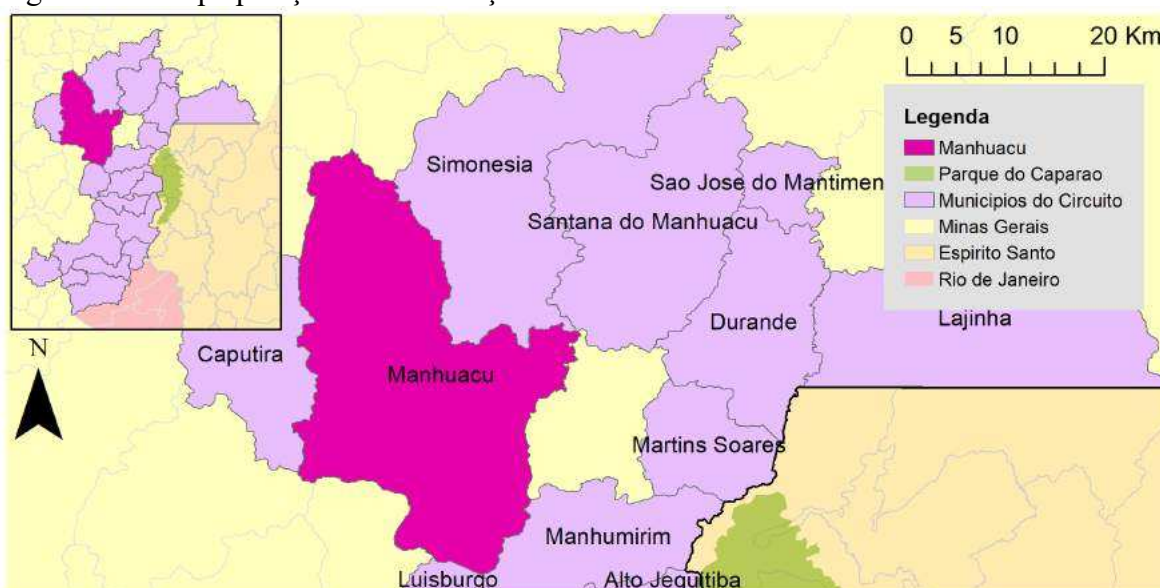 0 5 10 20 Km
Legenda
Manhuacu
Parque do Caparao
Municipios do Circuito
Minas Gerais
Espirito Santo
Rio de Janeiro
Simonesia
Sao Jose do Mantimen
Santana do Manhuacu
Durande
Lajinha
N
Caputira
Manhuacu
Martins Soares
Manhumirim
Luisburgo
Alto Jequitiba